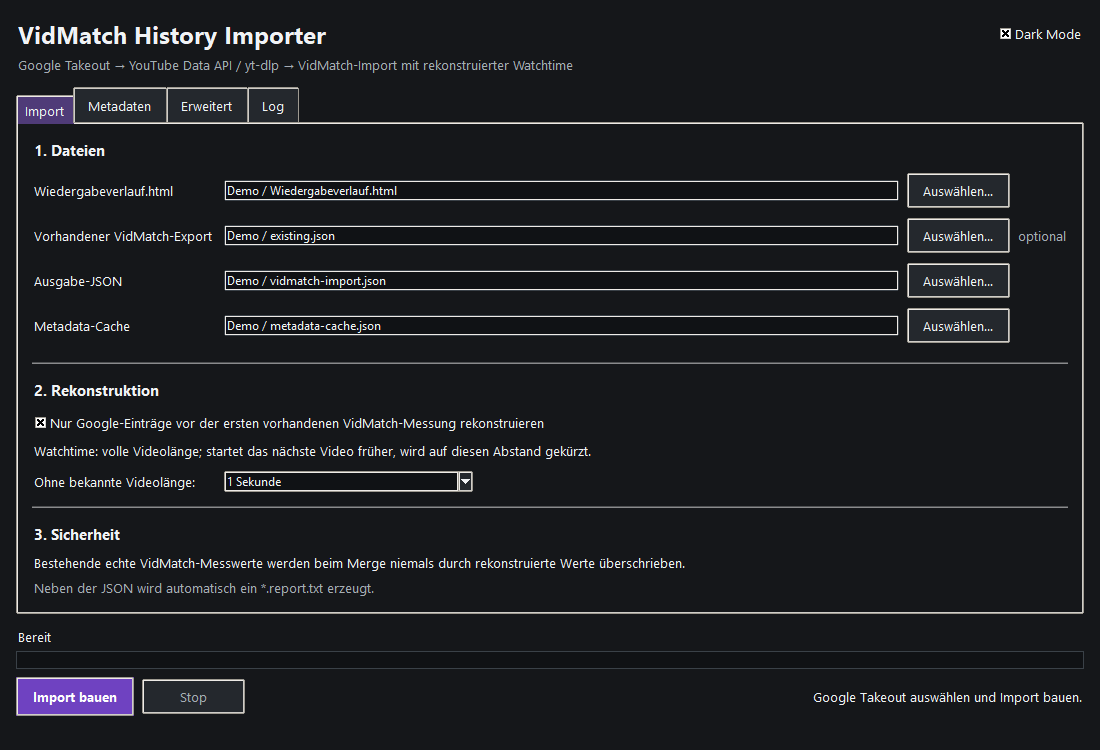 VidMatch History Importer
Dark Mode
Google Takeout → YouTube Data API / yt-dlp → VidMatch-Import mit rekonstruierter Watchtime
Import Metadaten Erweitert Log
1. Dateien
Wiedergabeverlauf.html Demo / Wiedergabeverlauf.html Auswählen...
Vorhandener VidMatch-Export Demo / existing.json Auswählen... optional
Ausgabe-JSON Demo / vidmatch-import.json Auswählen...
Metadata-Cache Demo / metadata-cache.json Auswählen...
2. Rekonstruktion
Nur Google-Einträge vor der ersten vorhandenen VidMatch-Messung rekonstruieren
Watchtime: volle Videolänge; startet das nächste Video früher, wird auf diesen Abstand gekürzt.
Ohne bekannte Videolänge: 1 Sekunde
3. Sicherheit
Bestehende echte VidMatch-Messwerte werden beim Merge niemals durch rekonstruierte Werte überschrieben.
Neben der JSON wird automatisch ein *.report.txt erzeugt.
Bereit
Import bauen Stop Google Takeout auswählen und Import bauen.